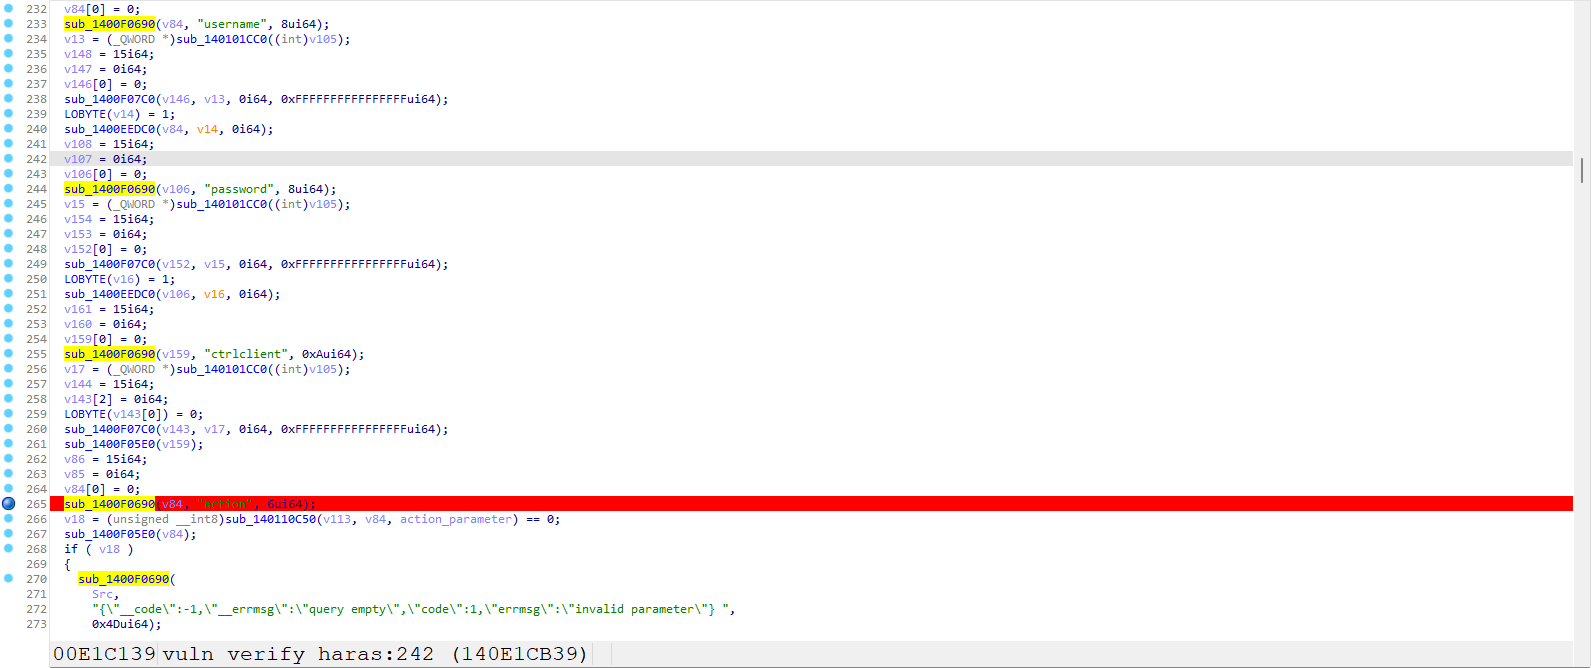 232 v84[0] = 0;
233 sub_1400F0690(v84, "username", 8ui64);
234 v13 = (_QWORD *)sub_140101CC0((int)v105);
235 v148 = 15i64;
236 v147 = 0i64;
237 v146[0] = 0;
238 sub_1400F07C0(v146, v13, 0i64, 0xFFFFFFFFFFFFFFFFui64);
239 LOBYTE(v14) = 1;
240 sub_1400EEDC0(v84, v14, 0i64);
241 v108 = 15i64;
242 v107 = 0i64;
243 v106[0] = 0;
244 sub_1400F0690(v106, "password", 8ui64);
245 v15 = (_QWORD *)sub_140101CC0((int)v105);
246 v154 = 15i64;
247 v153 = 0i64;
248 v152[0] = 0;
249 sub_1400F07C0(v152, v15, 0i64, 0xFFFFFFFFFFFFFFFFui64);
250 LOBYTE(v16) = 1;
251 sub_1400EEDC0(v106, v16, 0i64);
252 v161 = 15i64;
253 v160 = 0i64;
254 v159[0] = 0;
255 sub_1400F0690(v159, "ctrlclient", 0xAui64);
256 v17 = (_QWORD *)sub_140101CC0((int)v105);
257 v144 = 15i64;
258 v143[2] = 0i64;
259 LOBYTE(v143[0]) = 0;
260 sub_1400F07C0(v143, v17, 0i64, 0xFFFFFFFFFFFFFFFFui64);
261 sub_1400F05E0(v159);
262 v86 = 15i64;
263 v85 = 0i64;
264 v84[0] = 0;
265 sub_1400F0690(v84, "action", 6ui64);
266 v18 = (unsigned __int8)sub_140110C50(v113, v84, action_parameter) == 0;
267 sub_1400F05E0(v84);
268 if ( v18 )
269 {
270 sub_1400F0690(
271 Src,
272 "{\"__code\":-1,\"__errmsg\":\"query empty\",\"code\":1,\"errmsg\":\"invalid parameter\"} ",
273 0x4Dui64);
00E1C139 vuln verify haras:242 (140E1CB39)